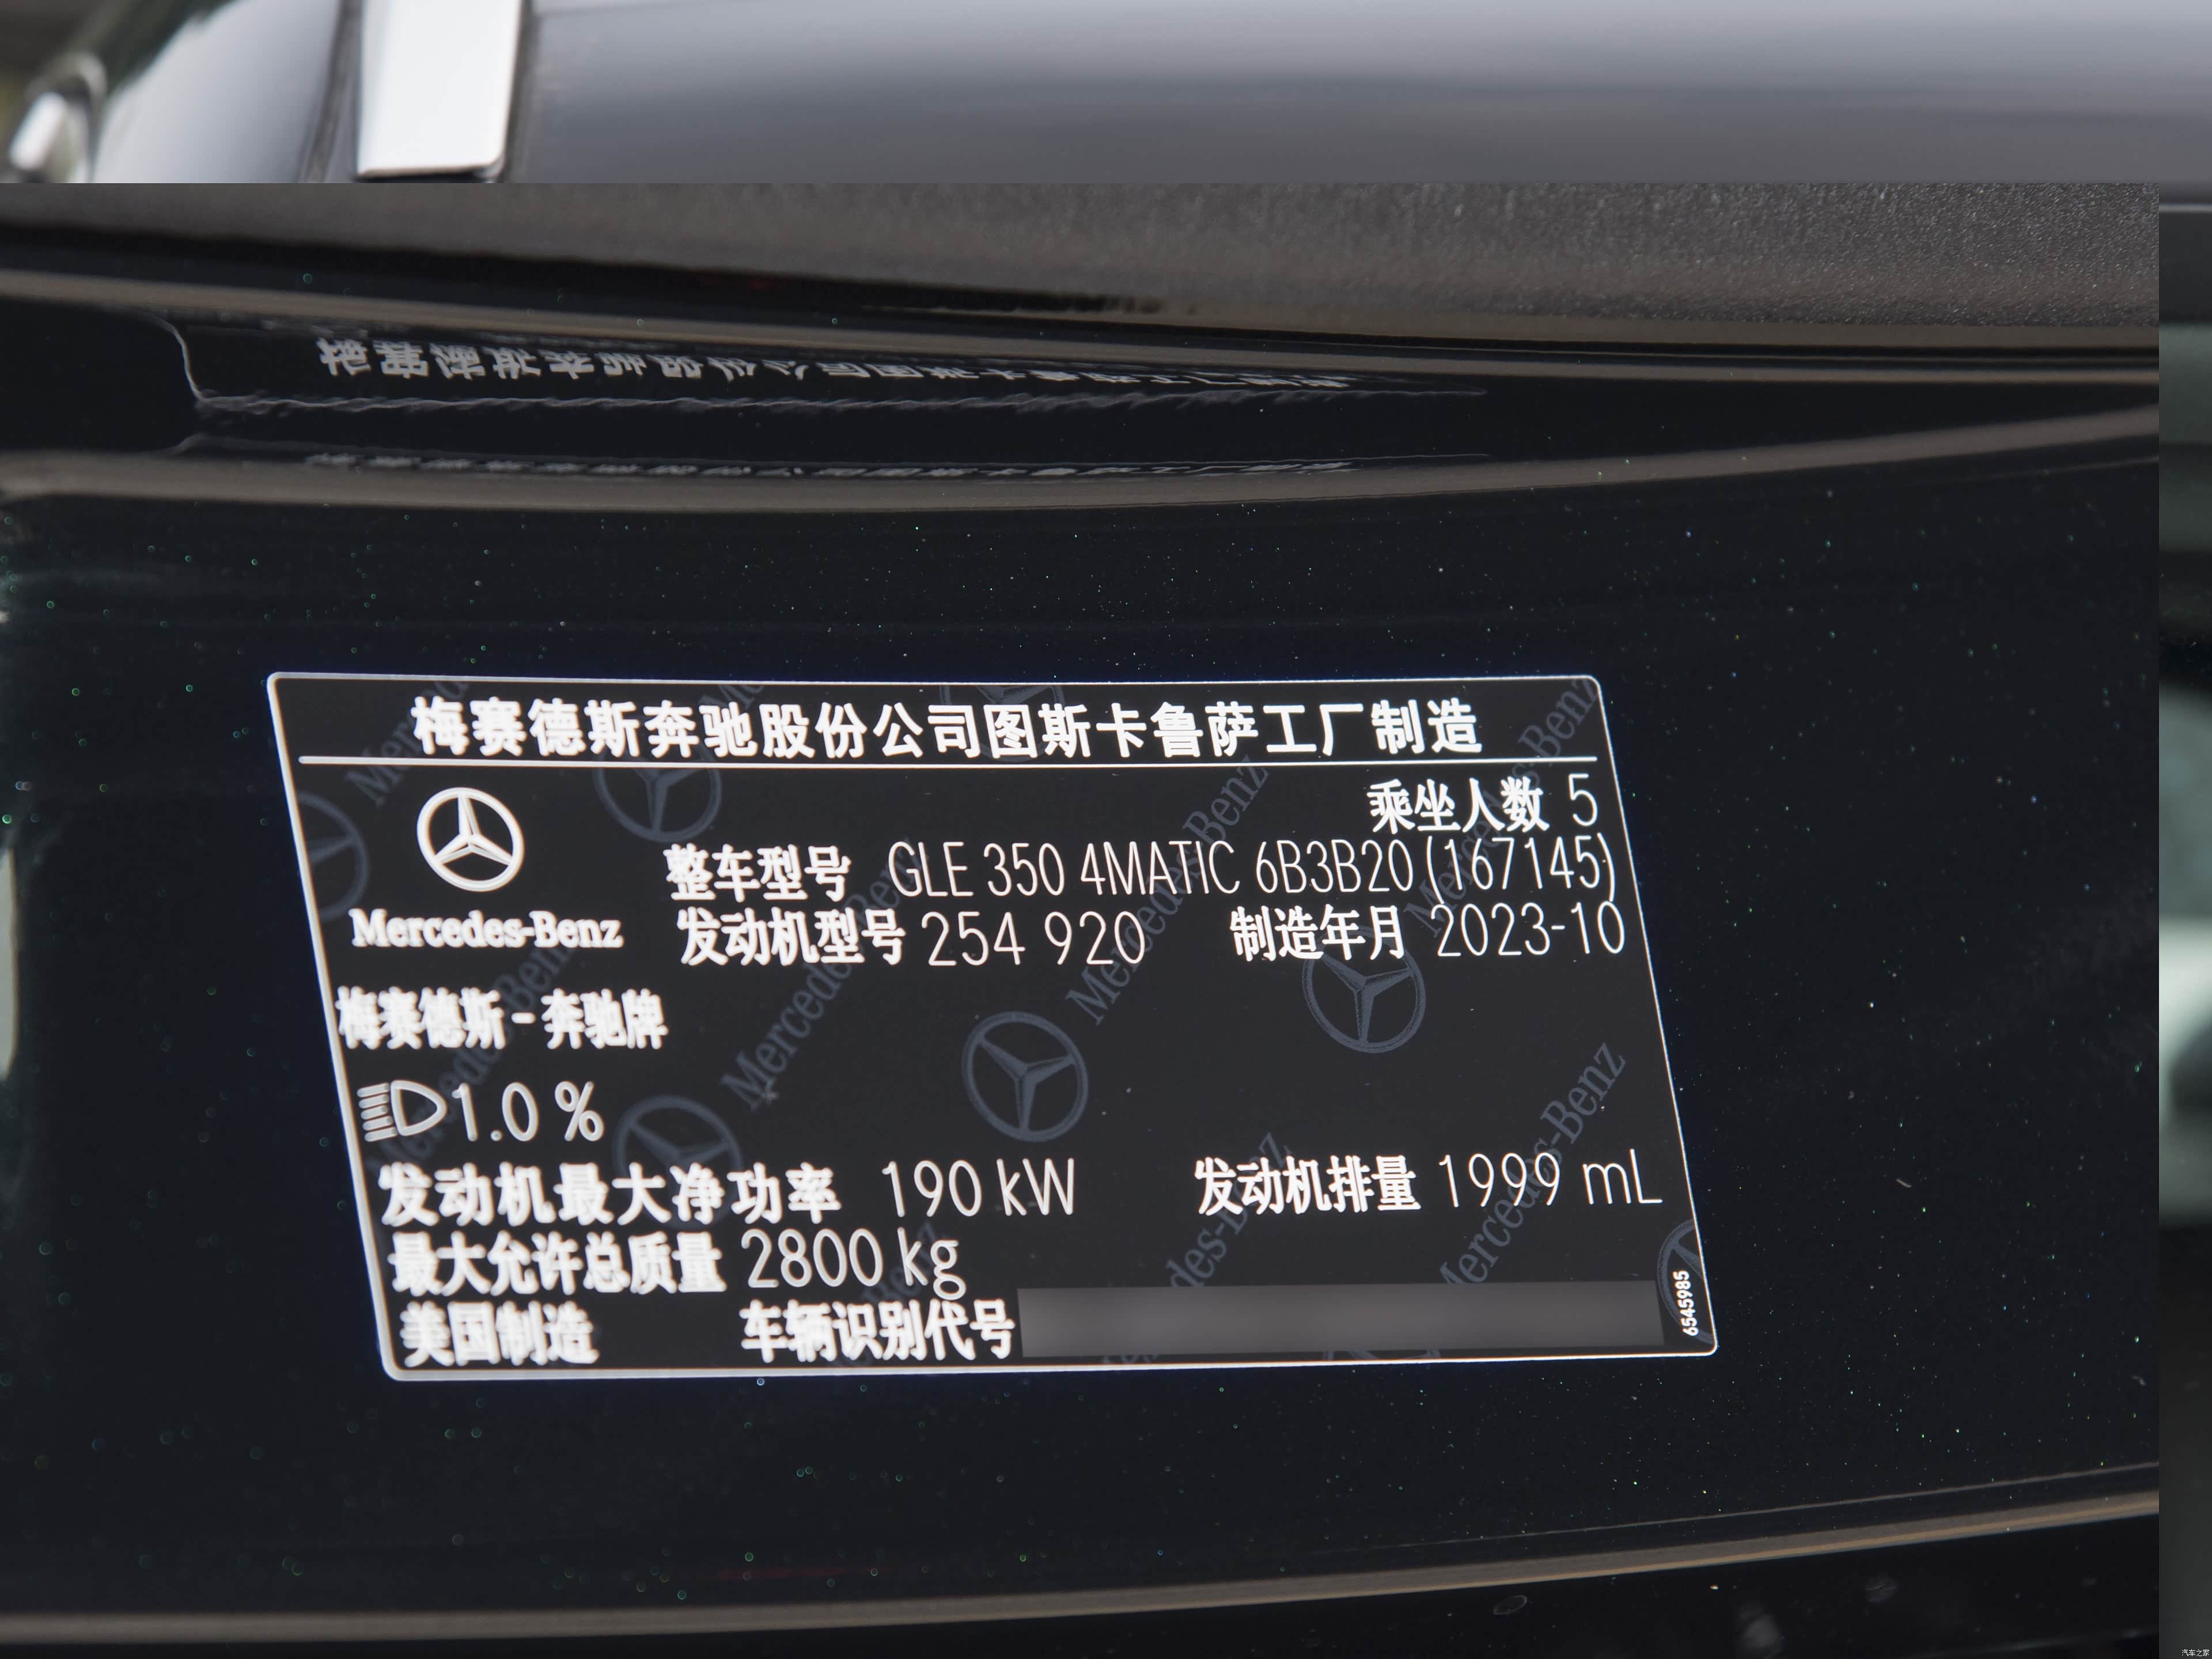 梅赛德斯奔驰股份公司图斯卡鲁萨工厂制造
乘坐人数 5
整车型号 GLE 350 4MATIC 6B3B20 (167145)
Mercedes-Benz
发动机型号 254 920 制造年月 2023-10
梅赛德斯-奔驰牌
1.0 %
发动机最大净功率 190 kW 发动机排量 1999 mL
最大允许总质量 2800 kg
美国制造 车辆识别代号
6545985
汽车之家